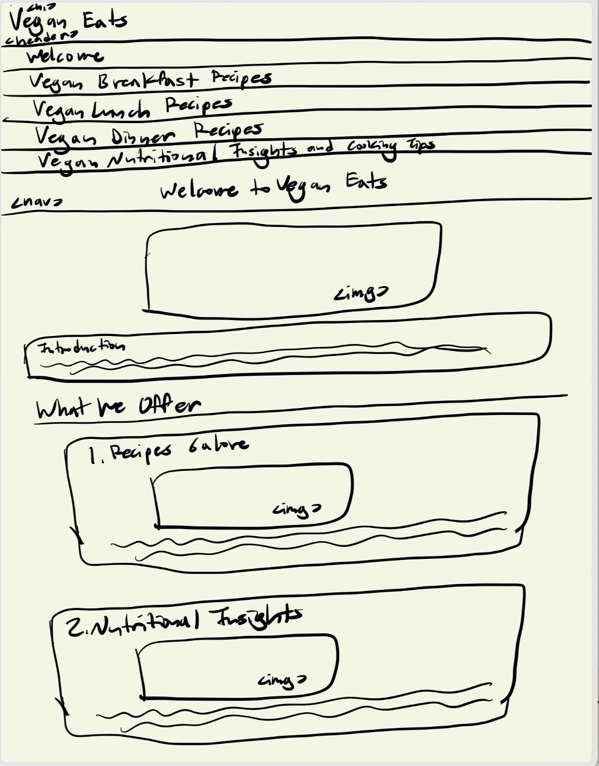 <h1>
Vegan Eats
<header>
Welcome
Vegan Breakfast Recipes
Vegan Lunch Recipes
Vegan Dinner Recipes
Vegan Nutritional Insights and Cooking Tips
Welcome to Vegan Eats
<nav>
<img>
Introduction
What We Offer
1. Recipes Galore
<img>
2. Nutritional Insights
<img>